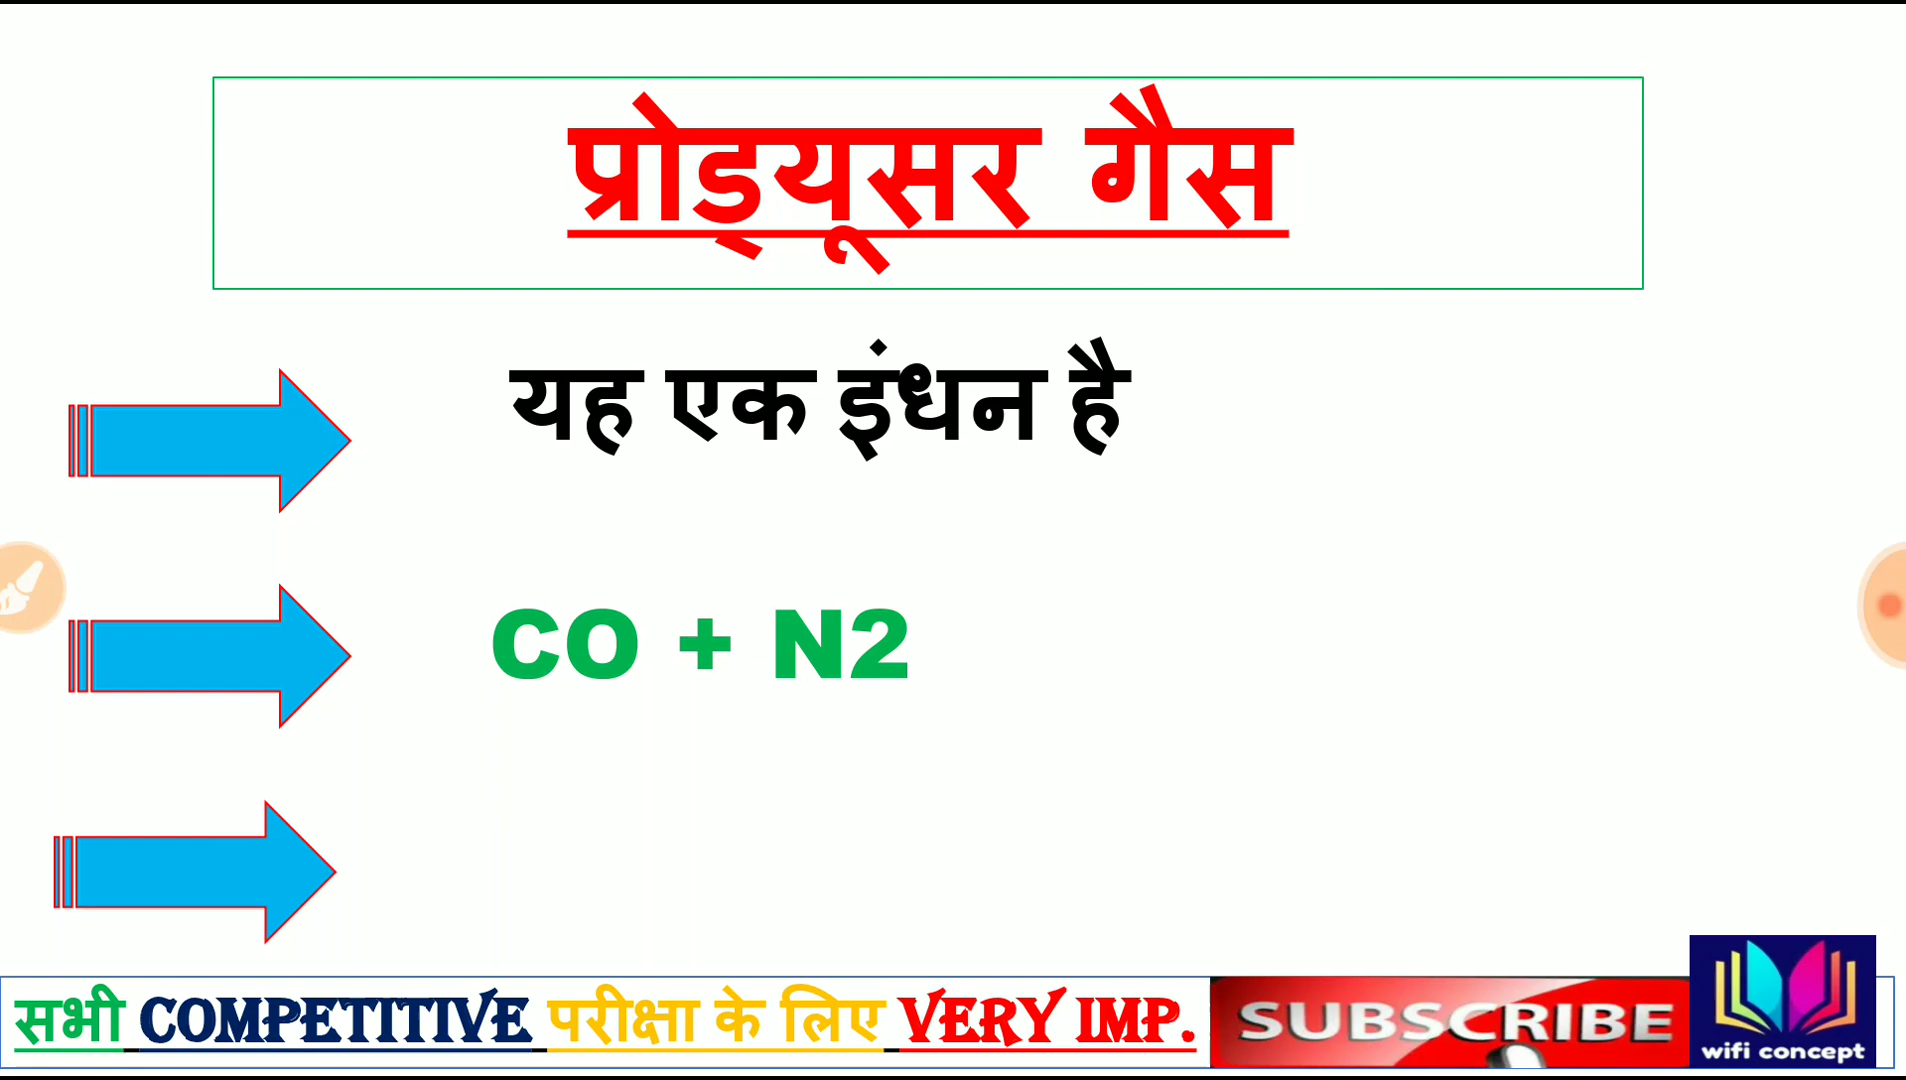 प्रोड्यूसर गैस
यह एक इंधन है
CO + N2
सभी COMPETITIVE परीक्षा के लिए VERY IMP.
SUBSCRIBE
wifi concept